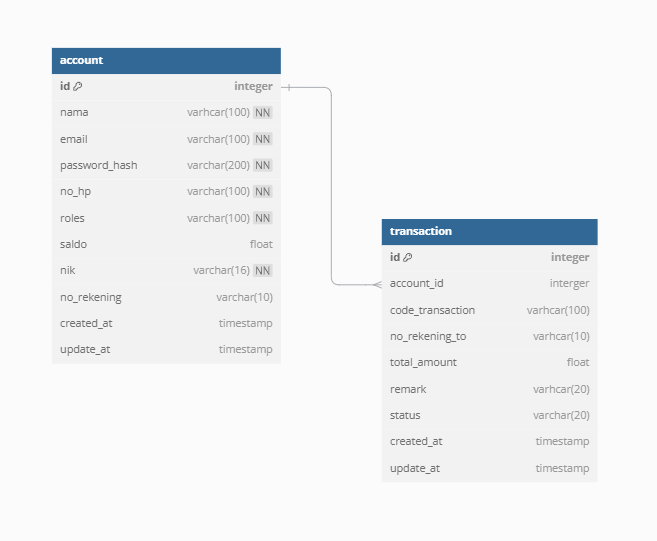 account
id integer
nama varhcar(100) NN
email varchar(100) NN
password_hash varchar(200) NN
no_hp varchar(100) NN
roles varchar(100) NN
saldo float
nik varchar(16) NN
no_rekening varchar(10)
created_at timestamp
update_at timestamp
transaction
id integer
account_id interger
code_transaction varhcar(100)
no_rekening_to varhcar(10)
total_amount float
remark varhcar(20)
status varchar(20)
created_at timestamp
update_at timestamp